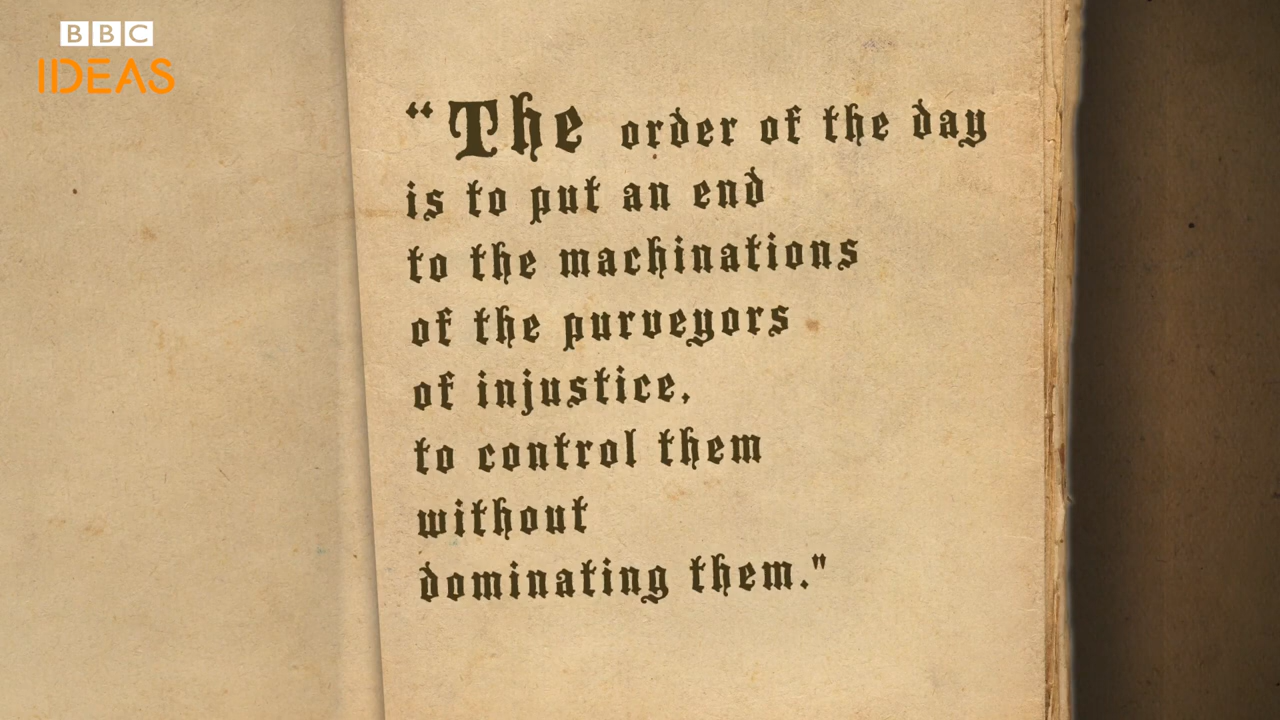 BBC
IDEAS
“The order of the day
is to put an end
to the machinations
of the purveyors
of injustice,
to control them
without
dominating them."